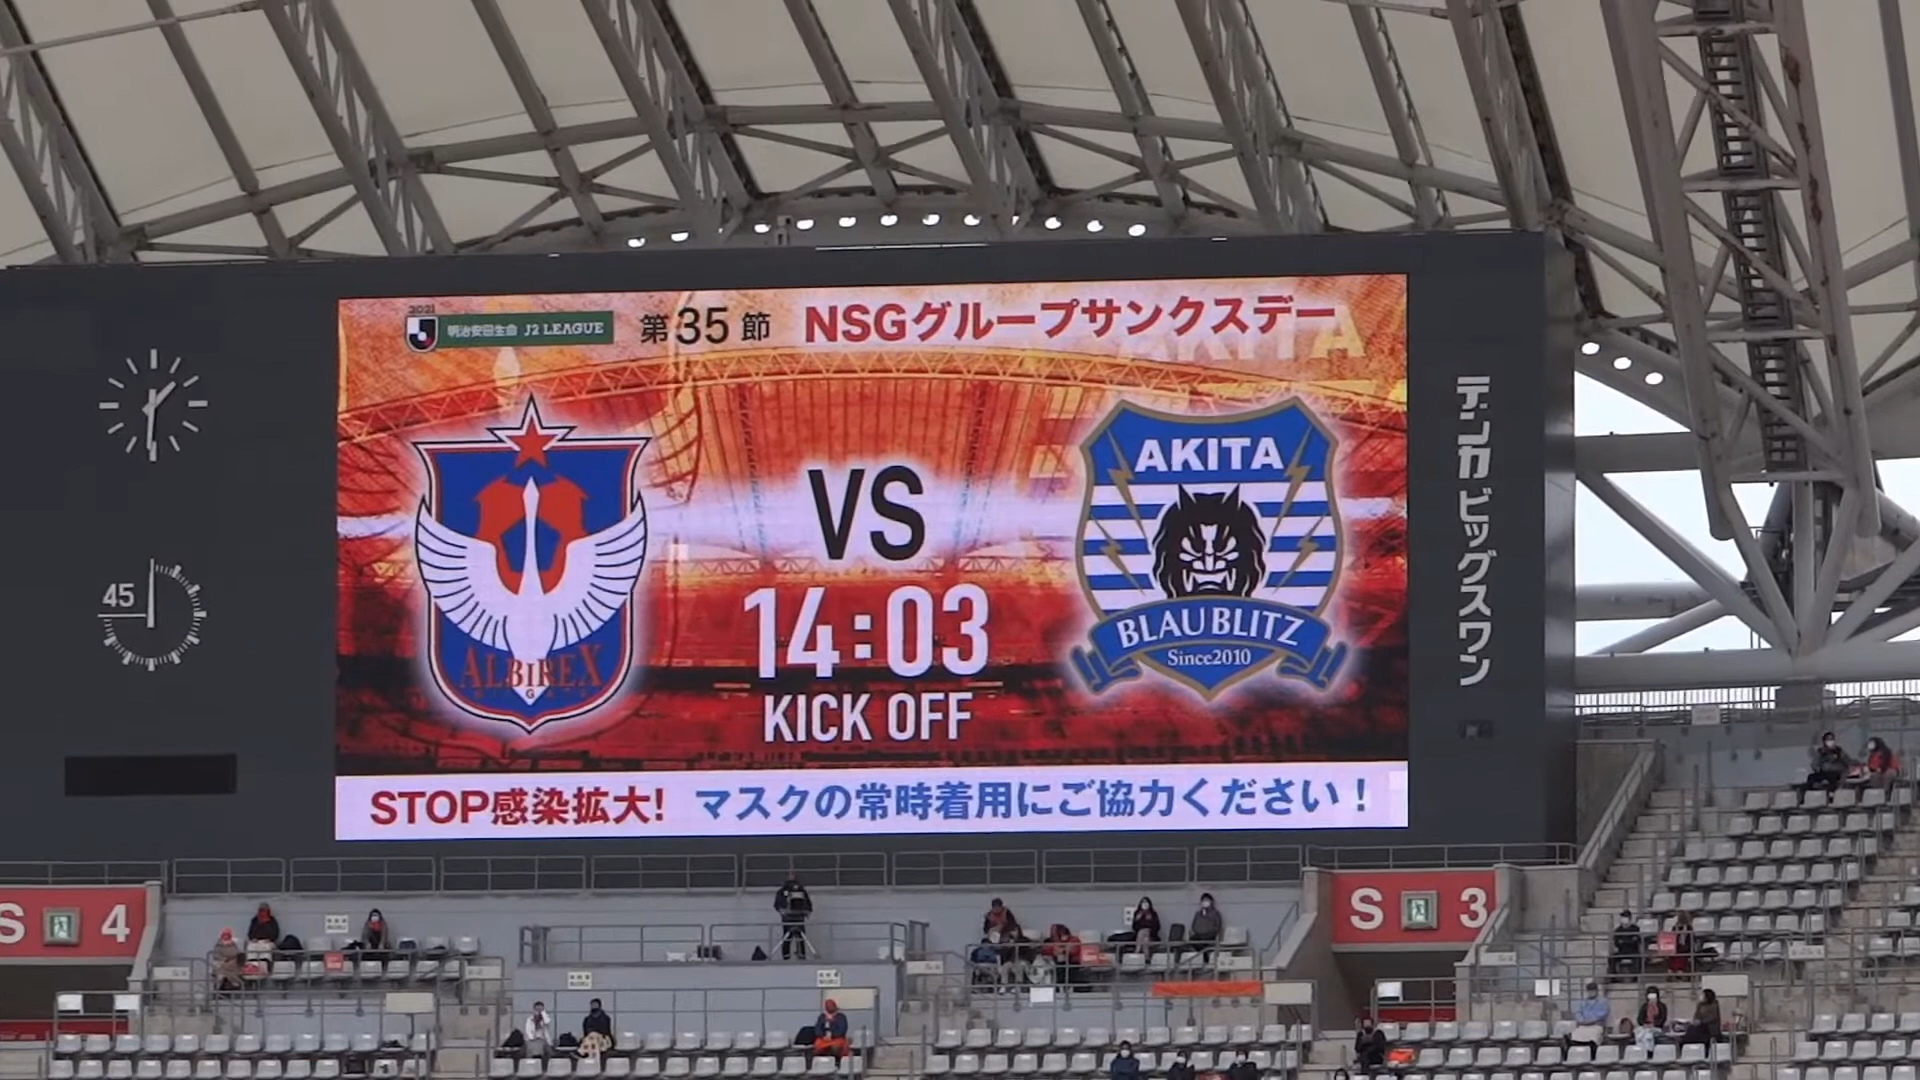 2021
明治安田生命 J2 LEAGUE
第35節
NSGグループサンクスデー
AKITA
ALBIREX
NIIGATA
VS
14:03
KICK OFF
AKITA
BLAUBLITZ
Since2010
STOP感染拡大! マスクの常時着用にご協力ください！
45
デンカビッグスワン
S 4
S 3